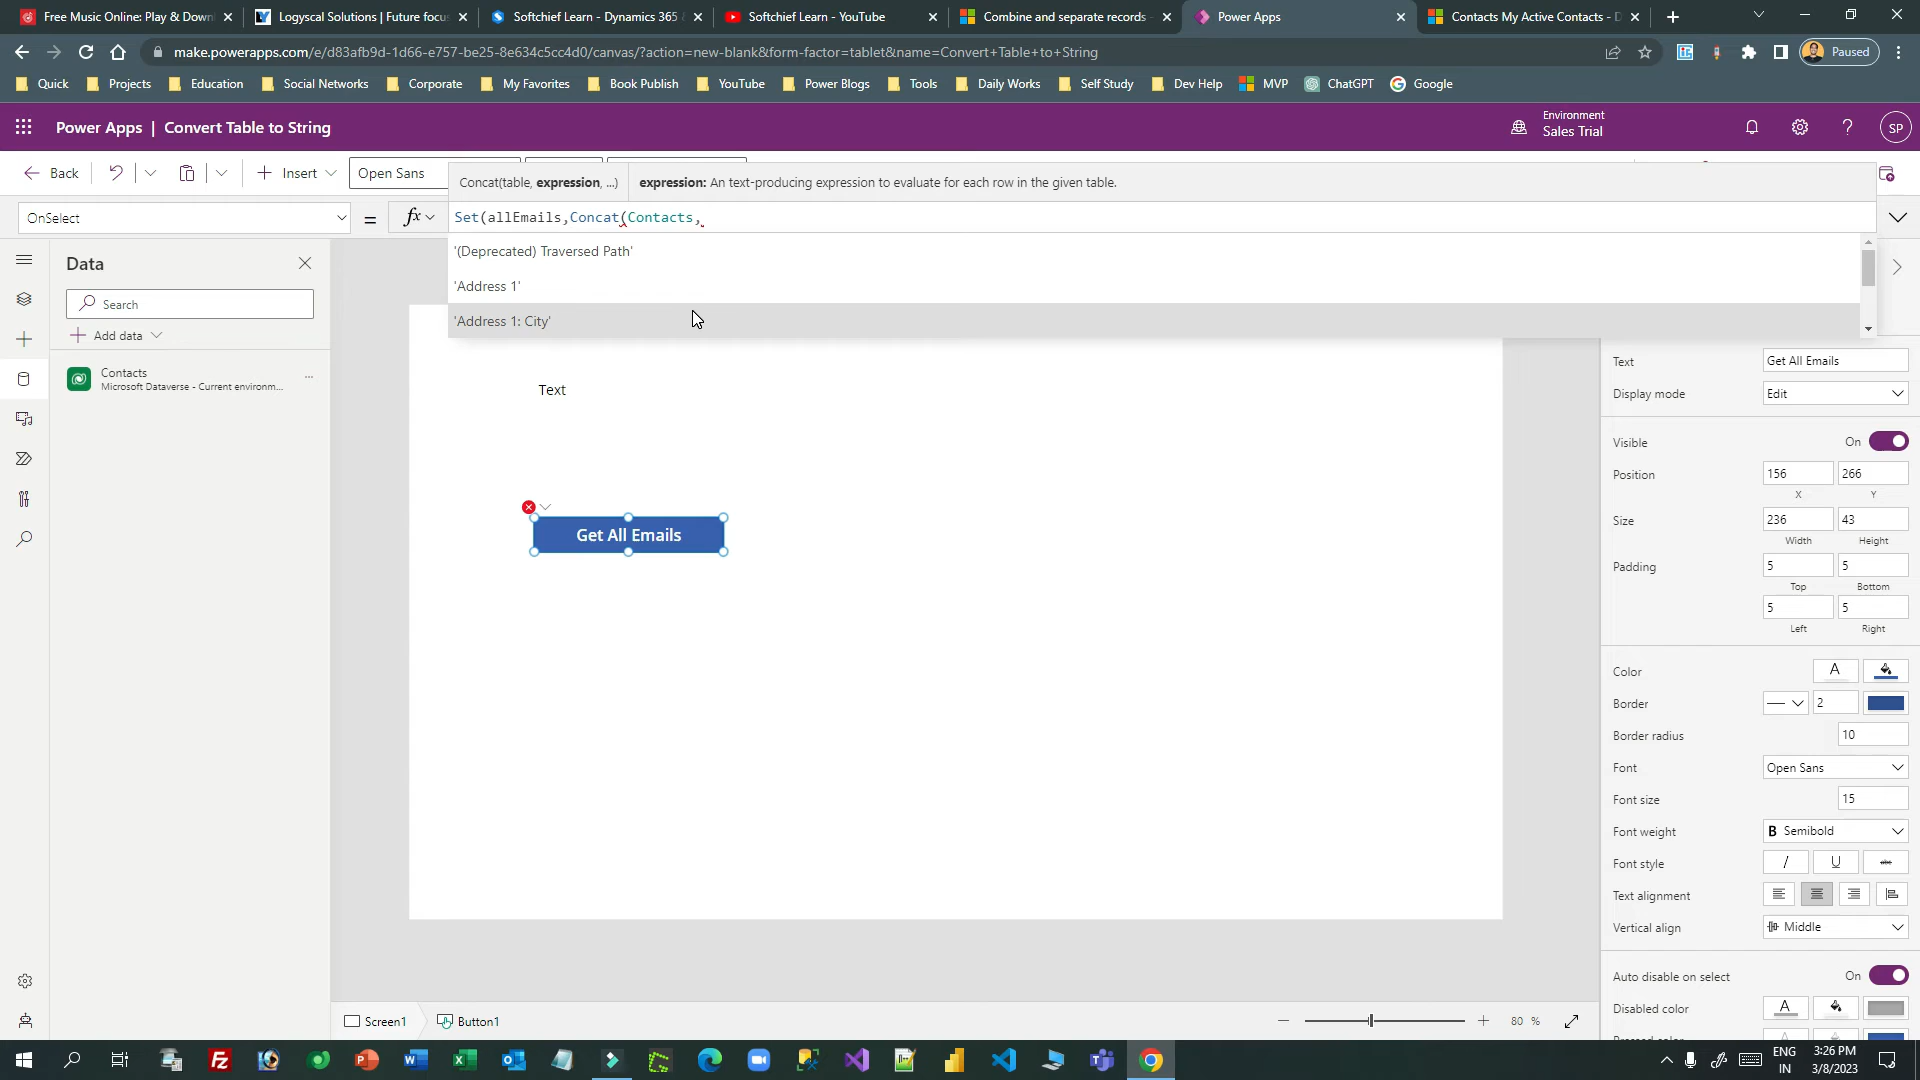 Free Music Online: Play & Down
Logyscal Solutions | Future focus
Softchief Learn - Dynamics 365
Softchief Learn - YouTube
Combine and separate records -
Power Apps
Contacts My Active Contacts - D
make.powerapps.com/e/d83afb9d-1d66-e757-be25-8e634c5cc4d0/canvas/?action=new-blank&form-factor=tablet&name=Convert+Table+to+String
Paused
Quick
Projects
Education
Social Networks
Corporate
My Favorites
Book Publish
YouTube
Power Blogs
Tools
Daily Works
Self Study
Dev Help
MVP
ChatGPT
Google
Power Apps | Convert Table to String
Environment
Sales Trial
SP
Back
Insert
Open Sans
Concat(table, expression, ...)
expression: An text-producing expression to evaluate for each row in the given table.
OnSelect
=
fx
Set(allEmails,Concat(Contacts,
'(Deprecated) Traversed Path'
'Address 1'
'Address 1: City'
Data
Search
Add data
Contacts
Microsoft Dataverse - Current environm...
Text
Get All Emails
Text
Get All Emails
Display mode
Edit
Visible
On
Position
156
266
X
Y
Size
236
43
Width
Height
Padding
5
5
Top
Bottom
5
5
Left
Right
Color
A
Border
2
Border radius
10
Font
Open Sans
Font size
15
Font weight
B Semibold
Font style
/
U
abc
Text alignment
Vertical align
Middle
Auto disable on select
On
Disabled color
A
Screen1
Button1
80 %
ENG
IN
3:26 PM
3/8/2023